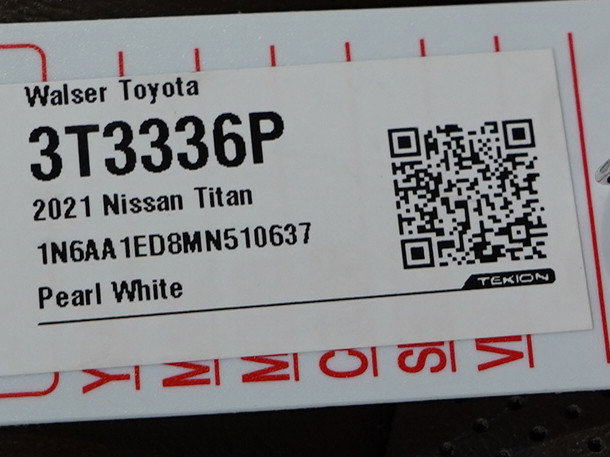 Walser Toyota
3T3336P
2021 Nissan Titan
1N6AA1ED8MN510637
Pearl White
TEKION